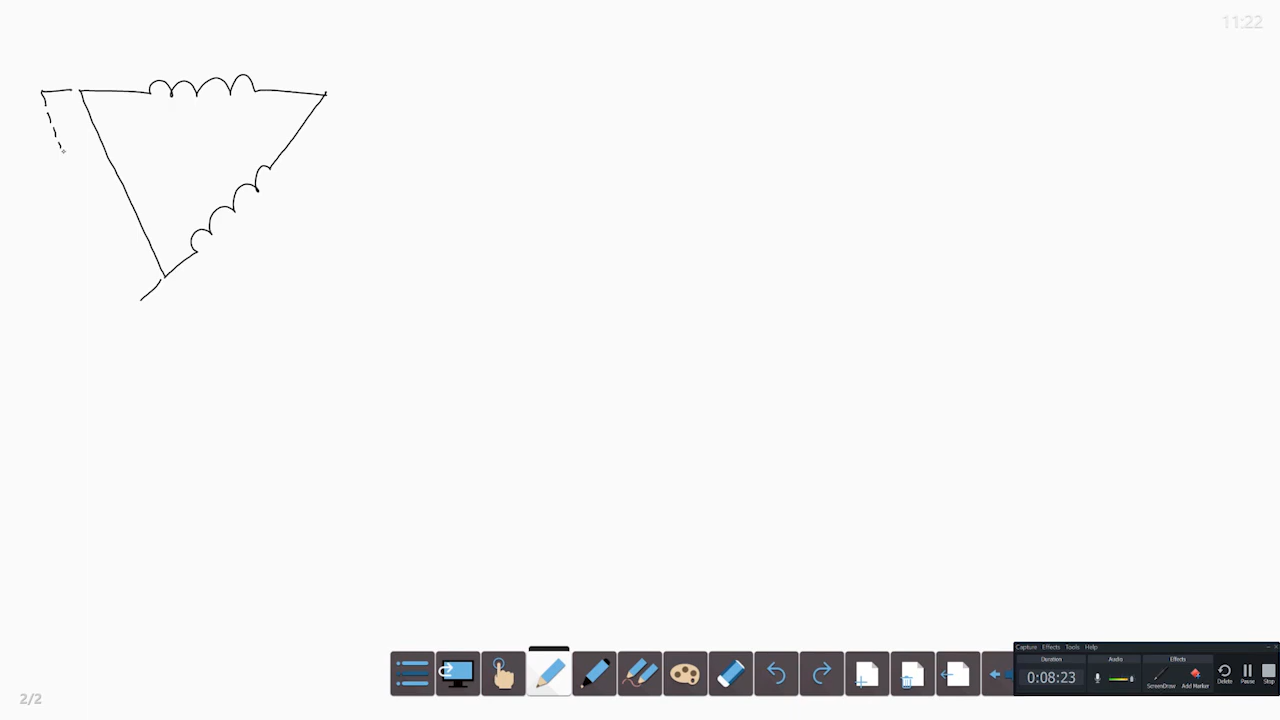 11:22
Capture Effects Tools Help
Duration
Audio
Effects
0:08:23
ScreenDraw
Add Marker
Delete
Pause
Stop
2/2